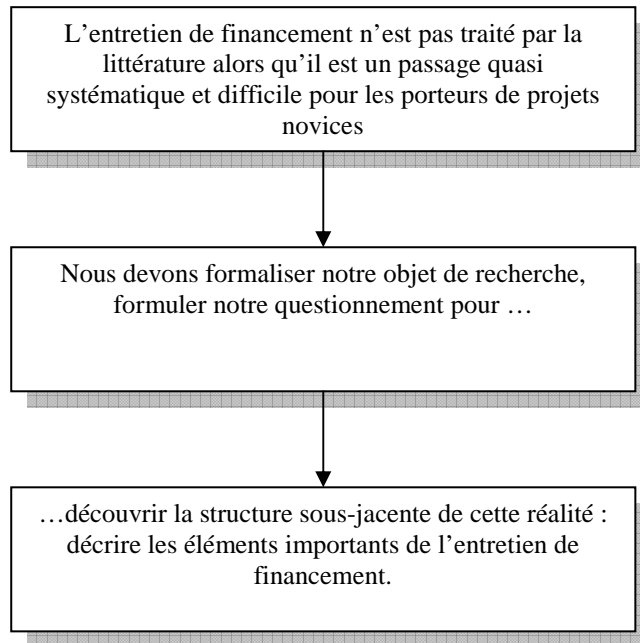 L’entretien de financement n’est pas traité par la
littérature alors qu’il est un passage quasi
systématique et difficile pour les porteurs de projets
novices
Nous devons formaliser notre objet de recherche,
formuler notre questionnement pour …
…découvrir la structure sous-jacente de cette réalité :
décrire les éléments importants de l’entretien de
financement.